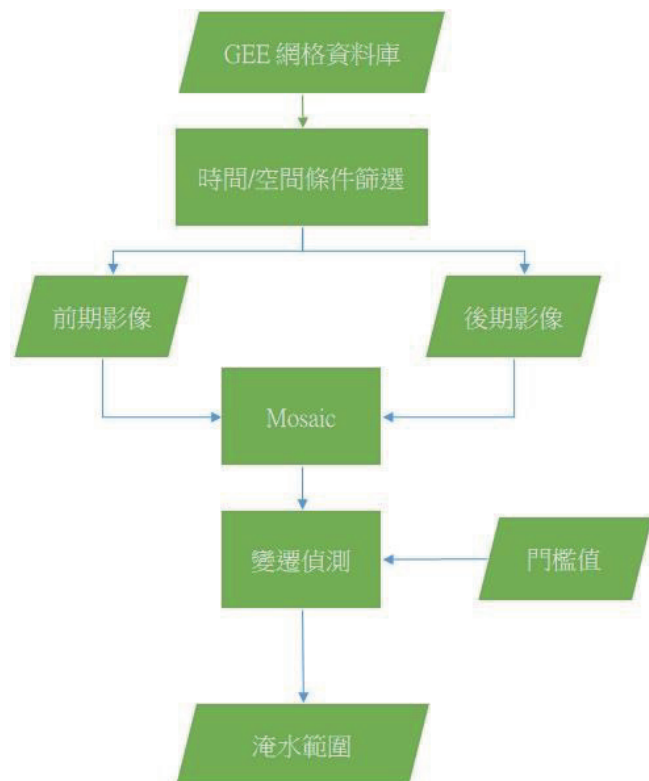 GEE 網格資料庫
時間/空間條件篩選
前期影像
後期影像
Mosaic
變遷偵測
門檻值
淹水範圍